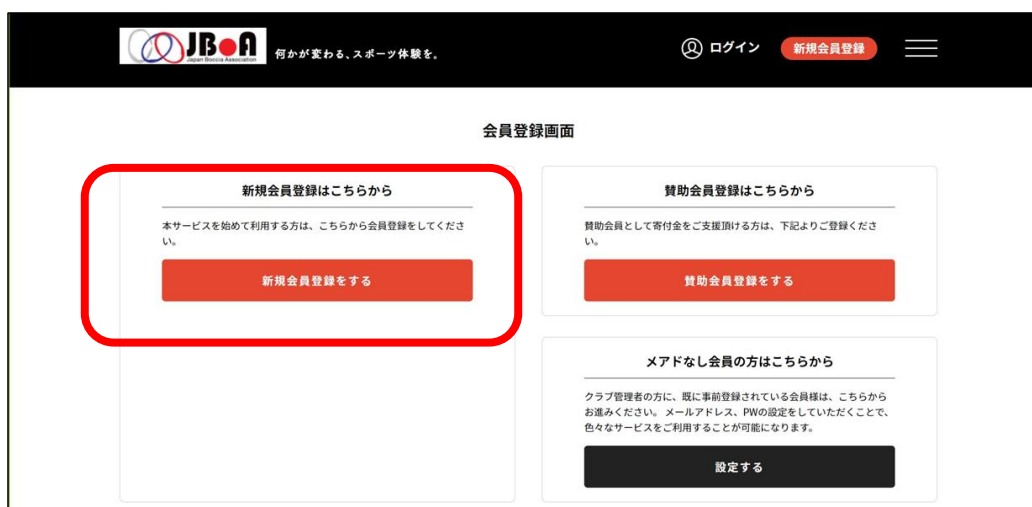 JBoA
Japan Boccia Association
何かが変わる、スポーツ体験を。
ログイン
新規会員登録
会員登録画面
新規会員登録はこちらから
本サービスを始めて利用する方は、こちらから会員登録をしてくださ
い。
新規会員登録をする
賛助会員登録はこちらから
賛助会員として寄付金をご支援頂ける方は、下記よりご登録くださ
い。
賛助会員登録をする
メアドなし会員の方はこちらから
クラブ管理者の方に、既に事前登録されている会員様は、こちらから
お進みください。 メールアドレス、PWの設定をしていただくことで、
色々なサービスをご利用することが可能になります。
設定する